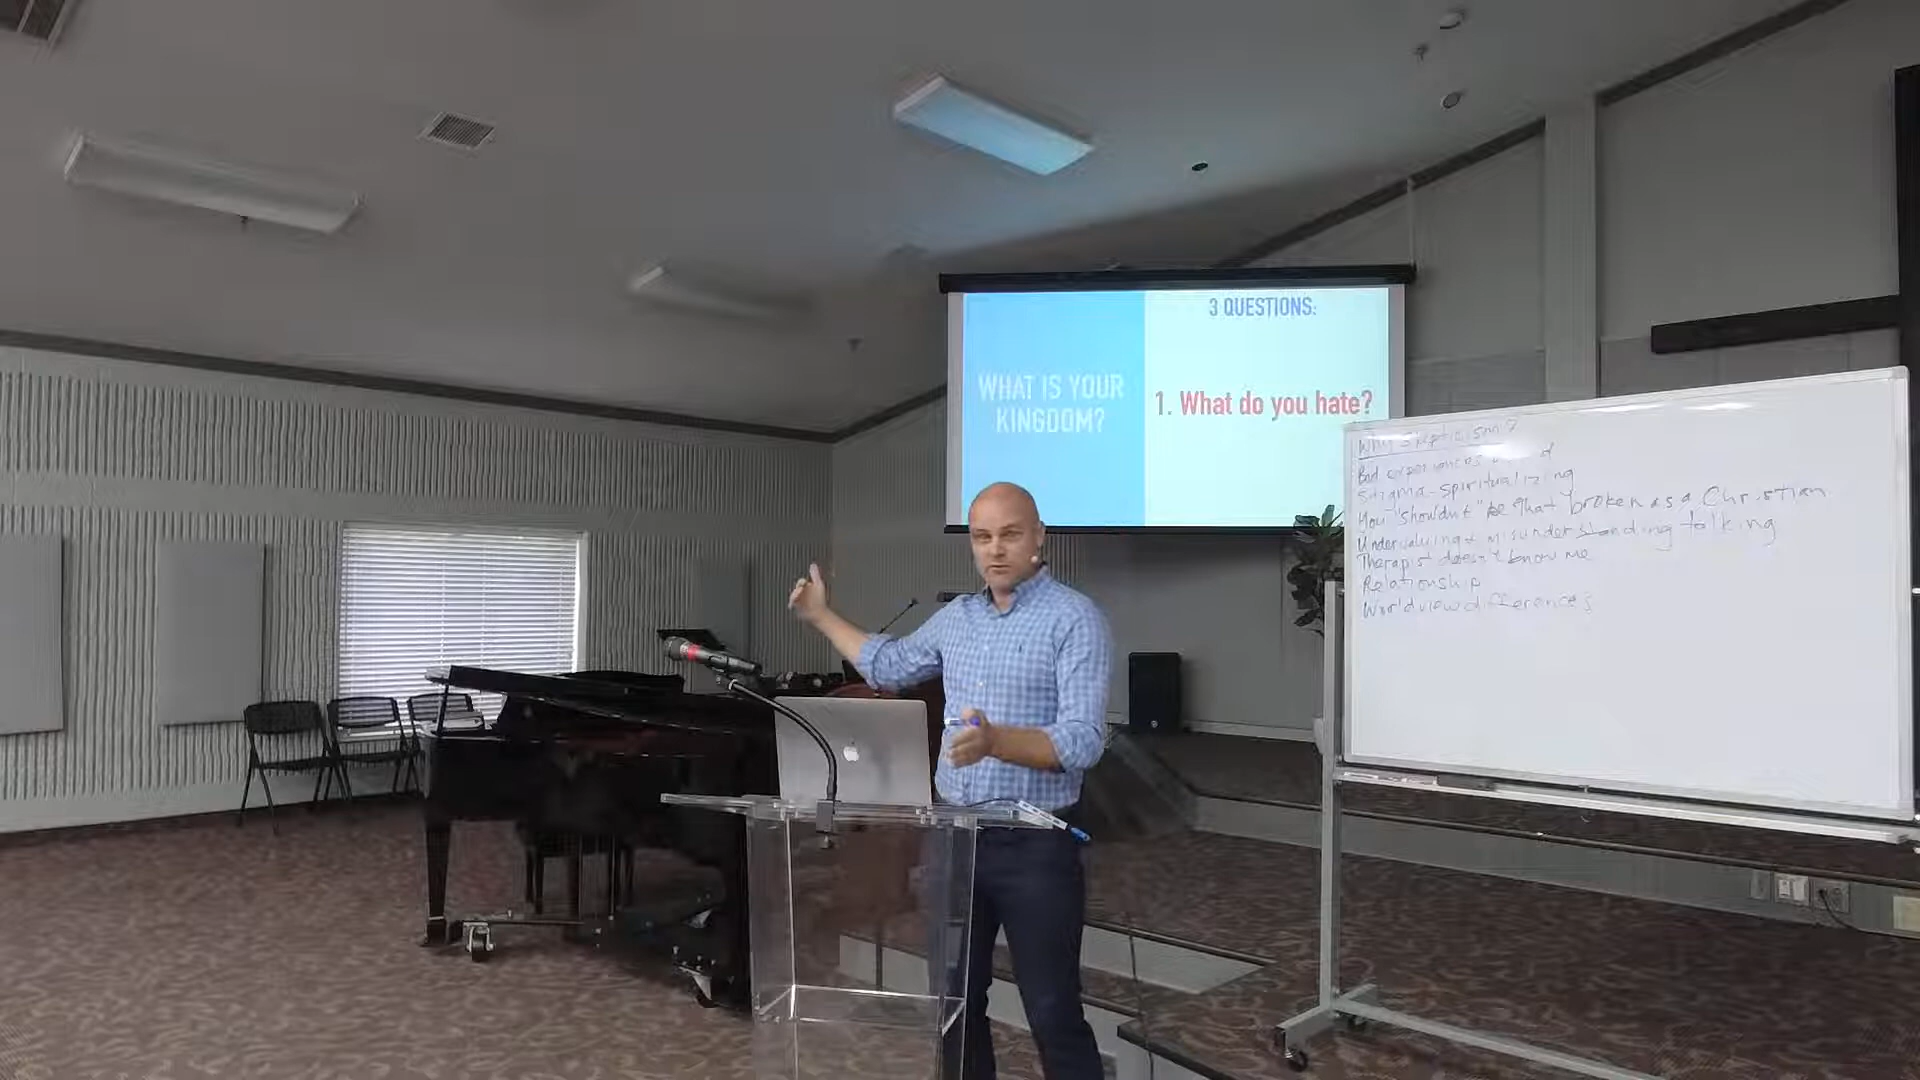 3 QUESTIONS:
WHAT IS YOUR
KINGDOM?
1. What do you hate?
Why Skepticism?
Bad experiences
Stigma - spiritualizing
You "shouldn't" be that broken as a Christian
Undervaluing & misunderstanding talking
Therapist doesn't know me
Relationship
Worldview differences